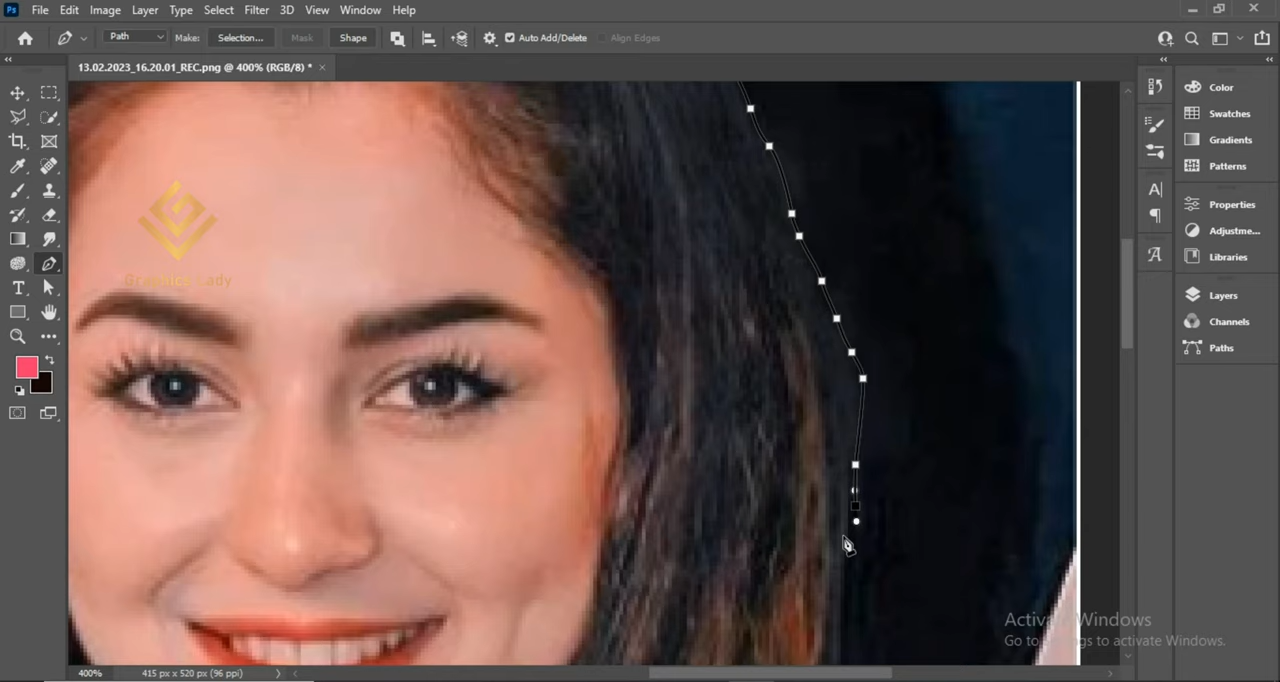 Ps File Edit Image Layer Type Select Filter 3D View Window Help
Path Make: Selection... Mask Shape Auto Add/Delete Align Edges
13.02.2023_16.20.01_REC.png @ 400% (RGB/8) * ×
Color
Swatches
Gradients
Patterns
Properties
Adjustme...
Libraries
Layers
Channels
Paths
Graphics Lady
Activate Windows
Go to Settings to activate Windows.
400% 415 px x 520 px (96 ppi)